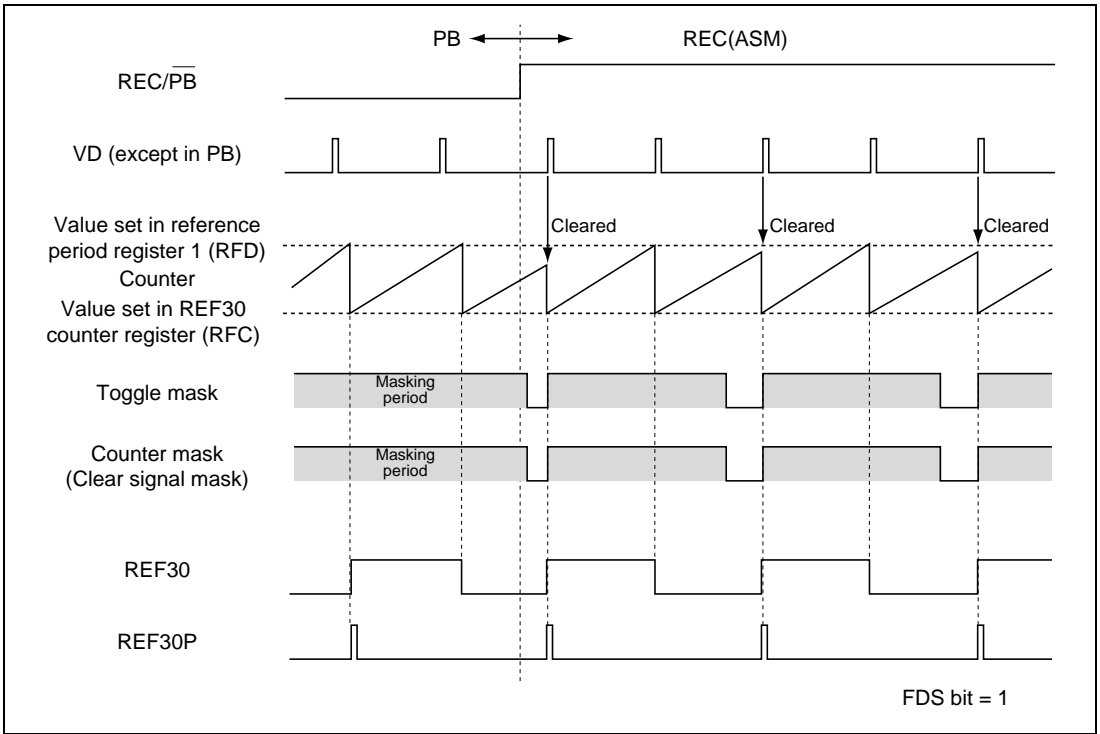 PB REC(ASM)
REC/P̅B̅
VD (except in PB)
Value set in reference
period register 1 (RFD)
Counter
Value set in REF30
counter register (RFC)
Cleared Cleared Cleared
Toggle mask
Masking
period
Counter mask
(Clear signal mask)
Masking
period
REF30
REF30P
FDS bit = 1